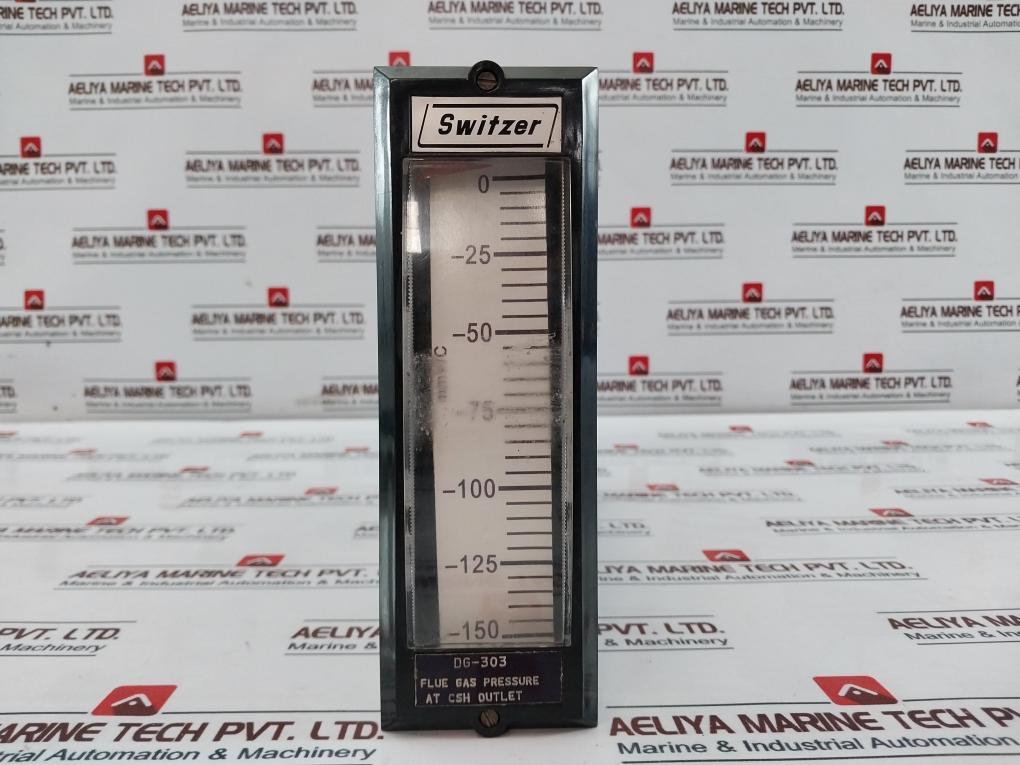 Switzer
0
-25
-50
-75
-100
-125
-150
DG-303
FLUE GAS PRESSURE
AT CSH OUTLET
AELIYA MARINE TECH PVT. LTD.
Marine & Industrial Automation & Machinery